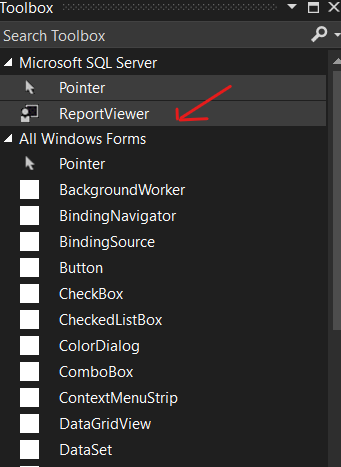 Toolbox
Search Toolbox
Microsoft SQL Server
Pointer
ReportViewer
All Windows Forms
Pointer
BackgroundWorker
BindingNavigator
BindingSource
Button
CheckBox
CheckedListBox
ColorDialog
ComboBox
ContextMenuStrip
DataGridView
DataSet